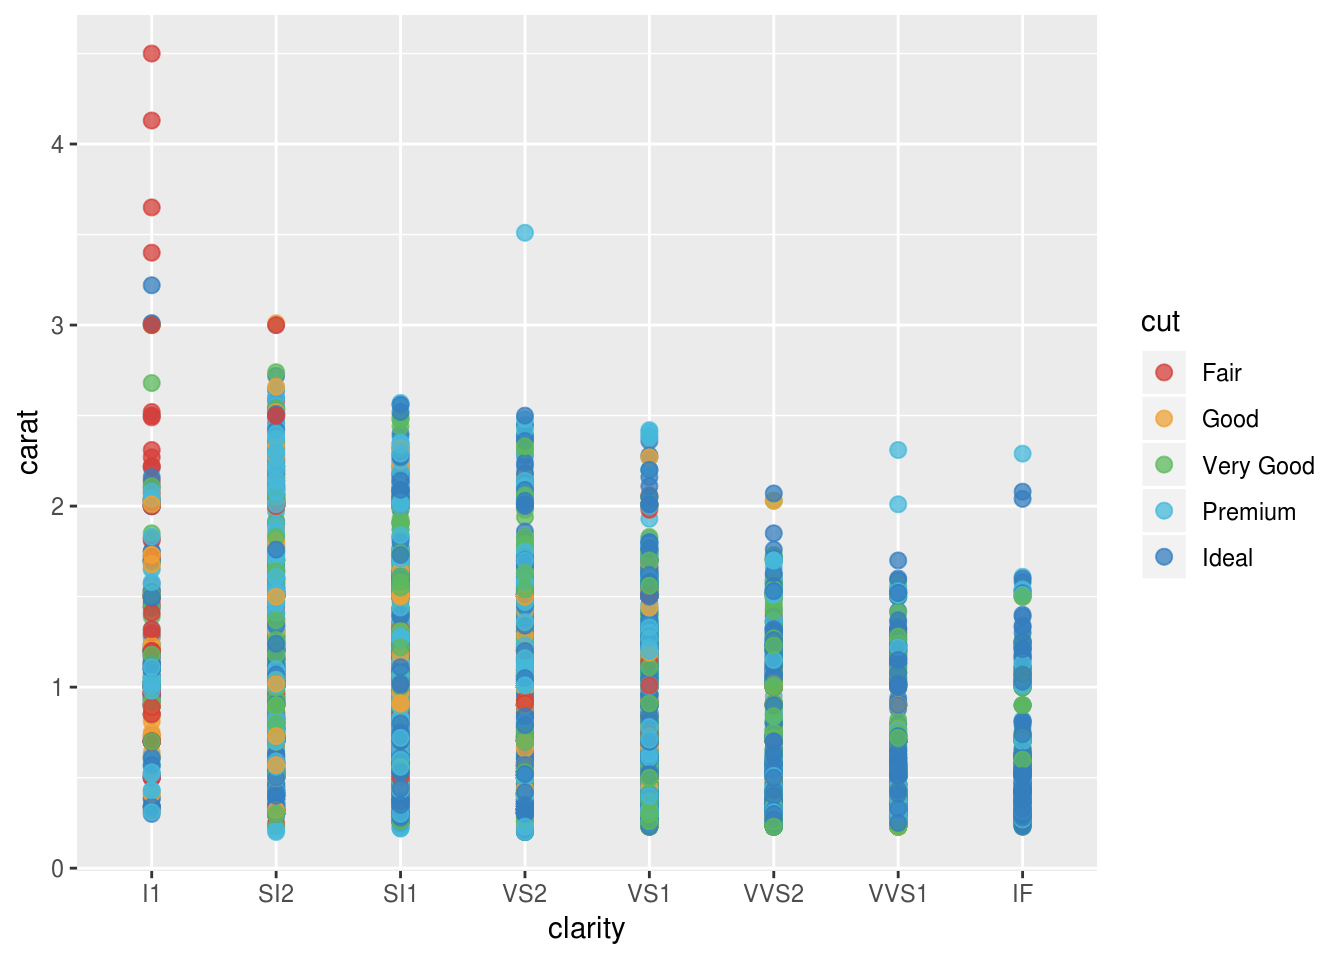 4
3
2
1
0
carat
I1 SI2 SI1 VS2 VS1 VVS2 VVS1 IF
clarity
cut
Fair
Good
Very Good
Premium
Ideal